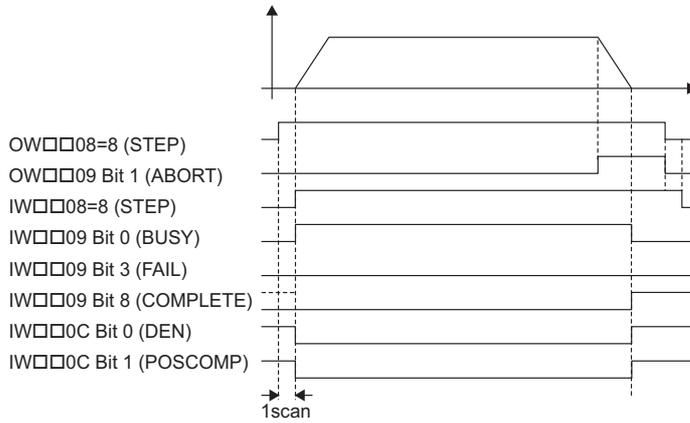 OW□□08=8 (STEP)
OW□□09 Bit 1 (ABORT)
IW□□08=8 (STEP)
IW□□09 Bit 0 (BUSY)
IW□□09 Bit 3 (FAIL)
IW□□09 Bit 8 (COMPLETE)
IW□□0C Bit 0 (DEN)
IW□□0C Bit 1 (POSCOMP)
1scan